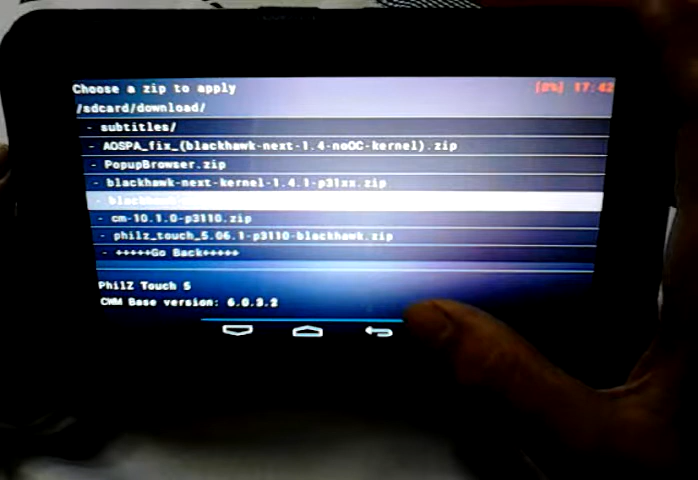 Choose a zip to apply
[0%] 17:42
/sdcard/download/
- subtitles/
- AOSPA_fix_(blackhawk-next-1.4-noOC-kernel).zip
- PopupBrowser.zip
- blackhawk-next-kernel-1.4.1-p31xx.zip
- cm-10.1.0-p3110.zip
- philz_touch_5.06.1-p3110-blackhawk.zip
- +++++Go Back+++++
PhilZ Touch 5
CWM Base version: 6.0.3.2